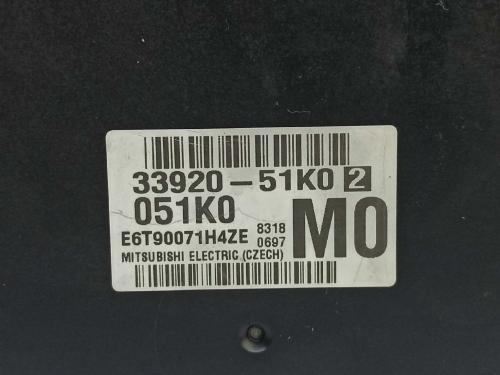 33920-51K0 2
051K0
E6T90071H4ZE 8318 0697 M0
MITSUBISHI ELECTRIC (CZECH)